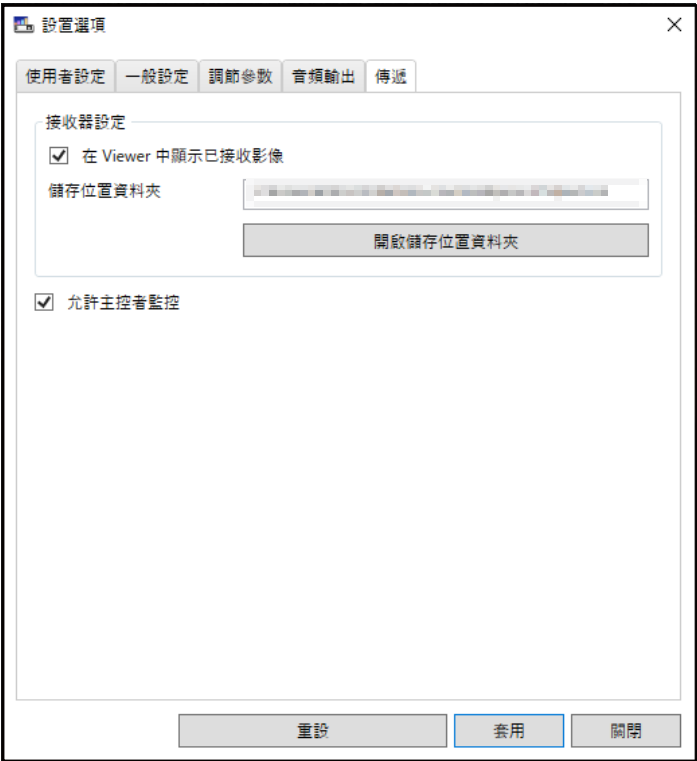 設置選項
使用者設定 一般設定 調節參數 音頻輸出 傳遞
接收器設定
在 Viewer 中顯示已接收影像
儲存位置資料夾
開啟儲存位置資料夾
允許主控者監控
重設 套用 關閉